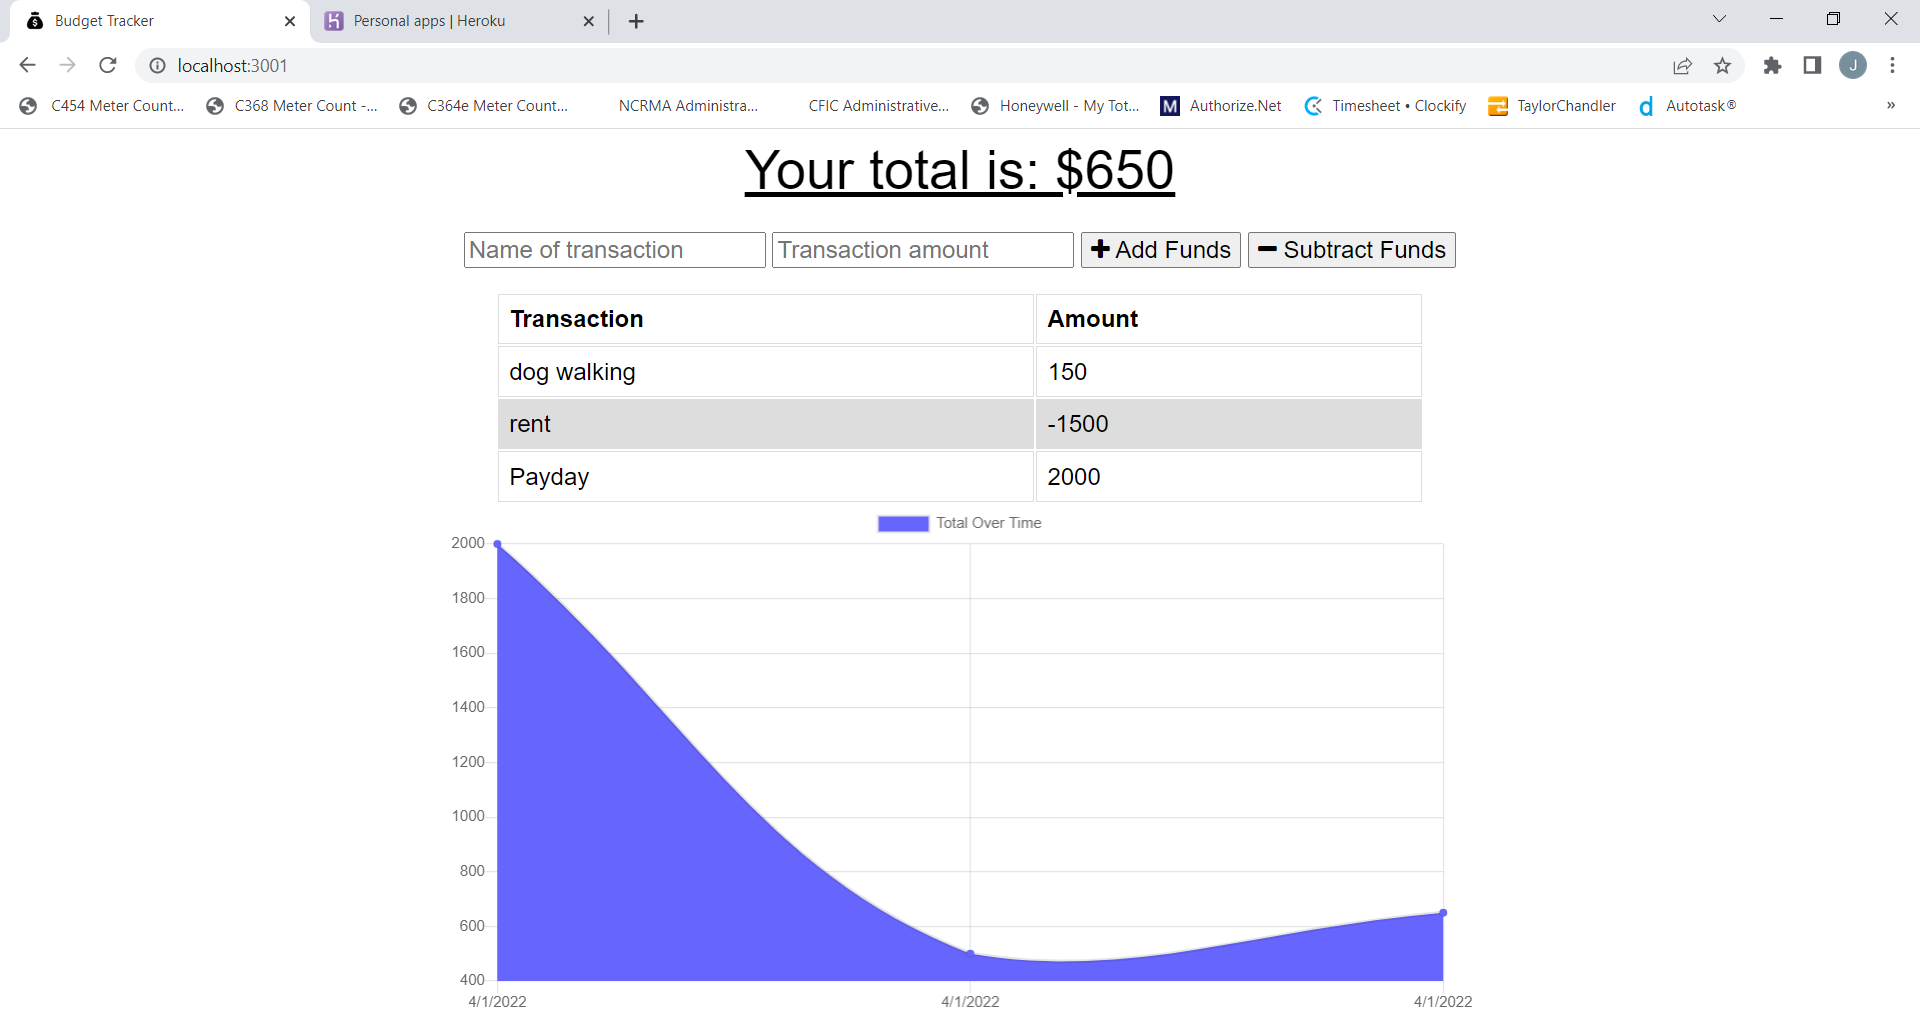 Budget Tracker
Personal apps | Heroku
localhost:3001
J
C454 Meter Count...
C368 Meter Count -...
C364e Meter Count...
NCRMA Administra...
CFIC Administrative...
Honeywell - My Tot...
M Authorize.Net
Timesheet • Clockify
TaylorChandler
d Autotask®
»
Your total is: $650
Name of transaction Transaction amount Add Funds Subtract Funds
Transaction Amount
dog walking 150
rent -1500
Payday 2000
Total Over Time
2000
1800
1600
1400
1200
1000
800
600
400
4/1/2022 4/1/2022 4/1/2022